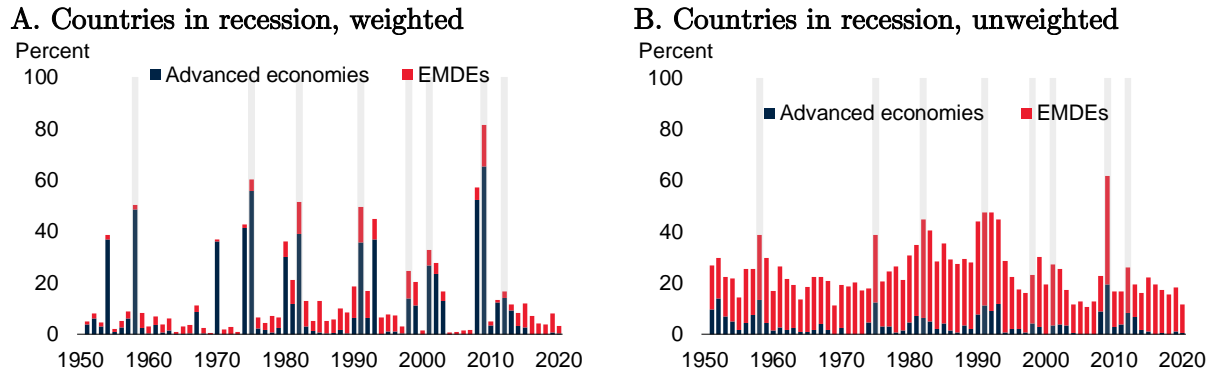 A. Countries in recession, weighted
Percent
Advanced economies EMDEs
100
80
60
40
20
0
1950 1960 1970 1980 1990 2000 2010 2020
B. Countries in recession, unweighted
Percent
100
Advanced economies EMDEs
80
60
40
20
0
1950 1960 1970 1980 1990 2000 2010 2020